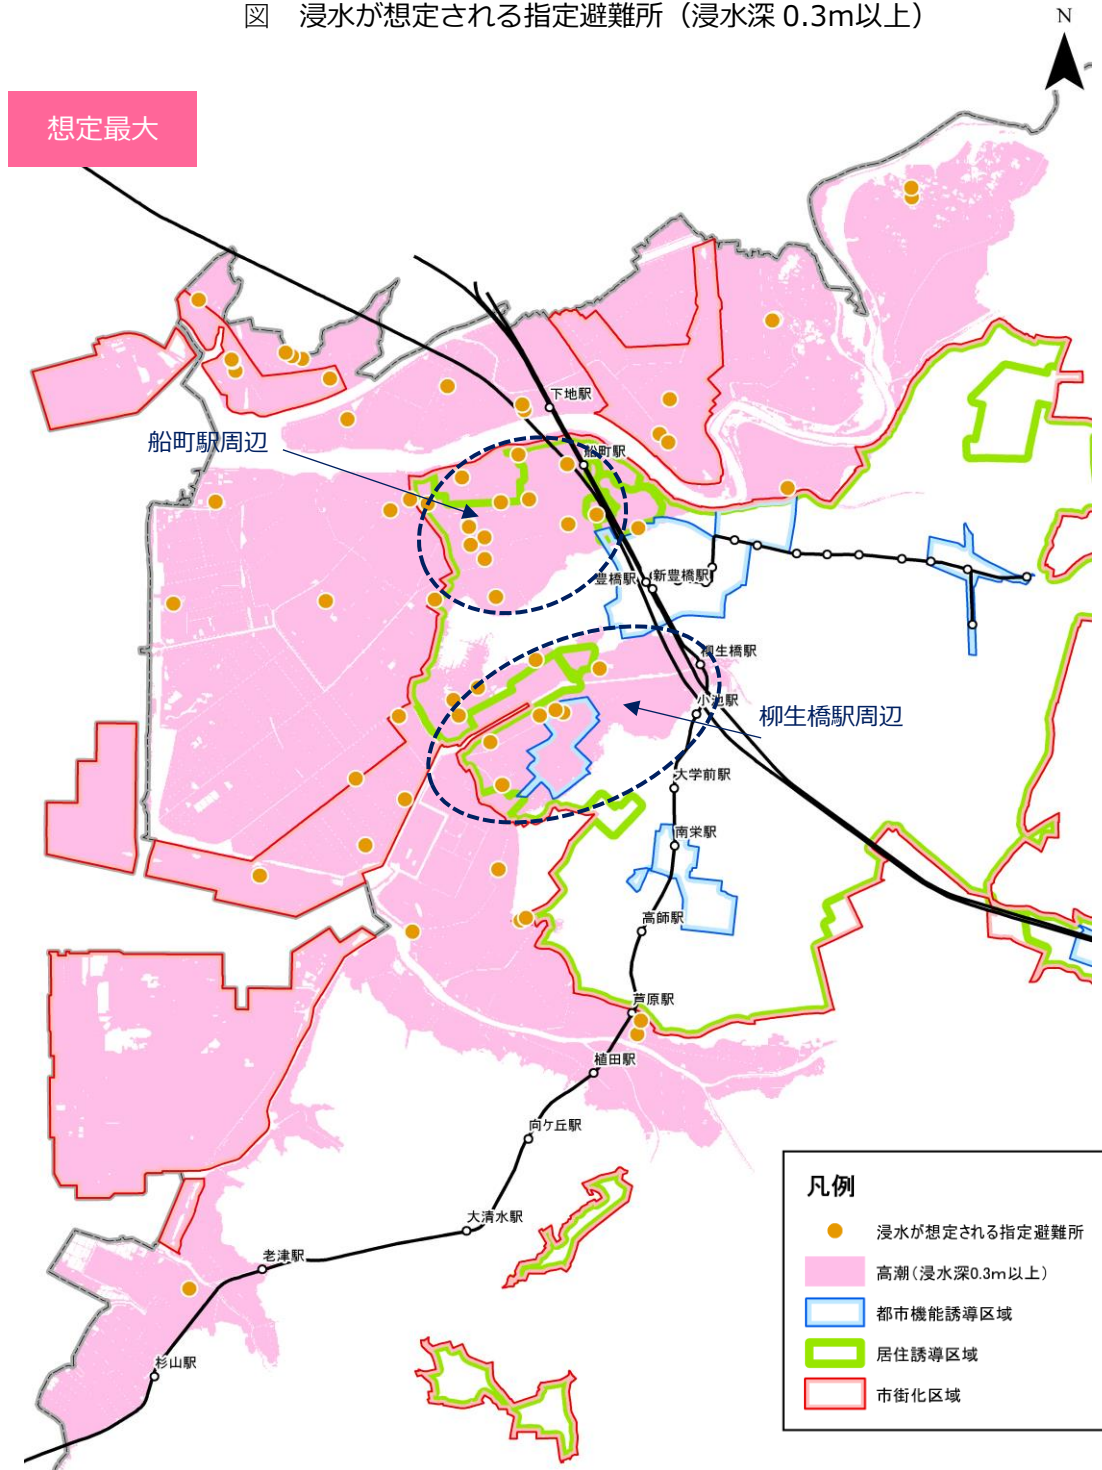 図　浸水が想定される指定避難所（浸水深 0.3m以上）
N
想定最大
下地駅
船町駅周辺
船町駅
豊橋駅
新豊橋駅
柳生橋駅
小池駅
柳生橋駅周辺
大学前駅
南栄駅
高師駅
芦原駅
植田駅
向ケ丘駅
大清水駅
老津駅
杉山駅
凡例
浸水が想定される指定避難所
高潮(浸水深0.3m以上)
都市機能誘導区域
居住誘導区域
市街化区域